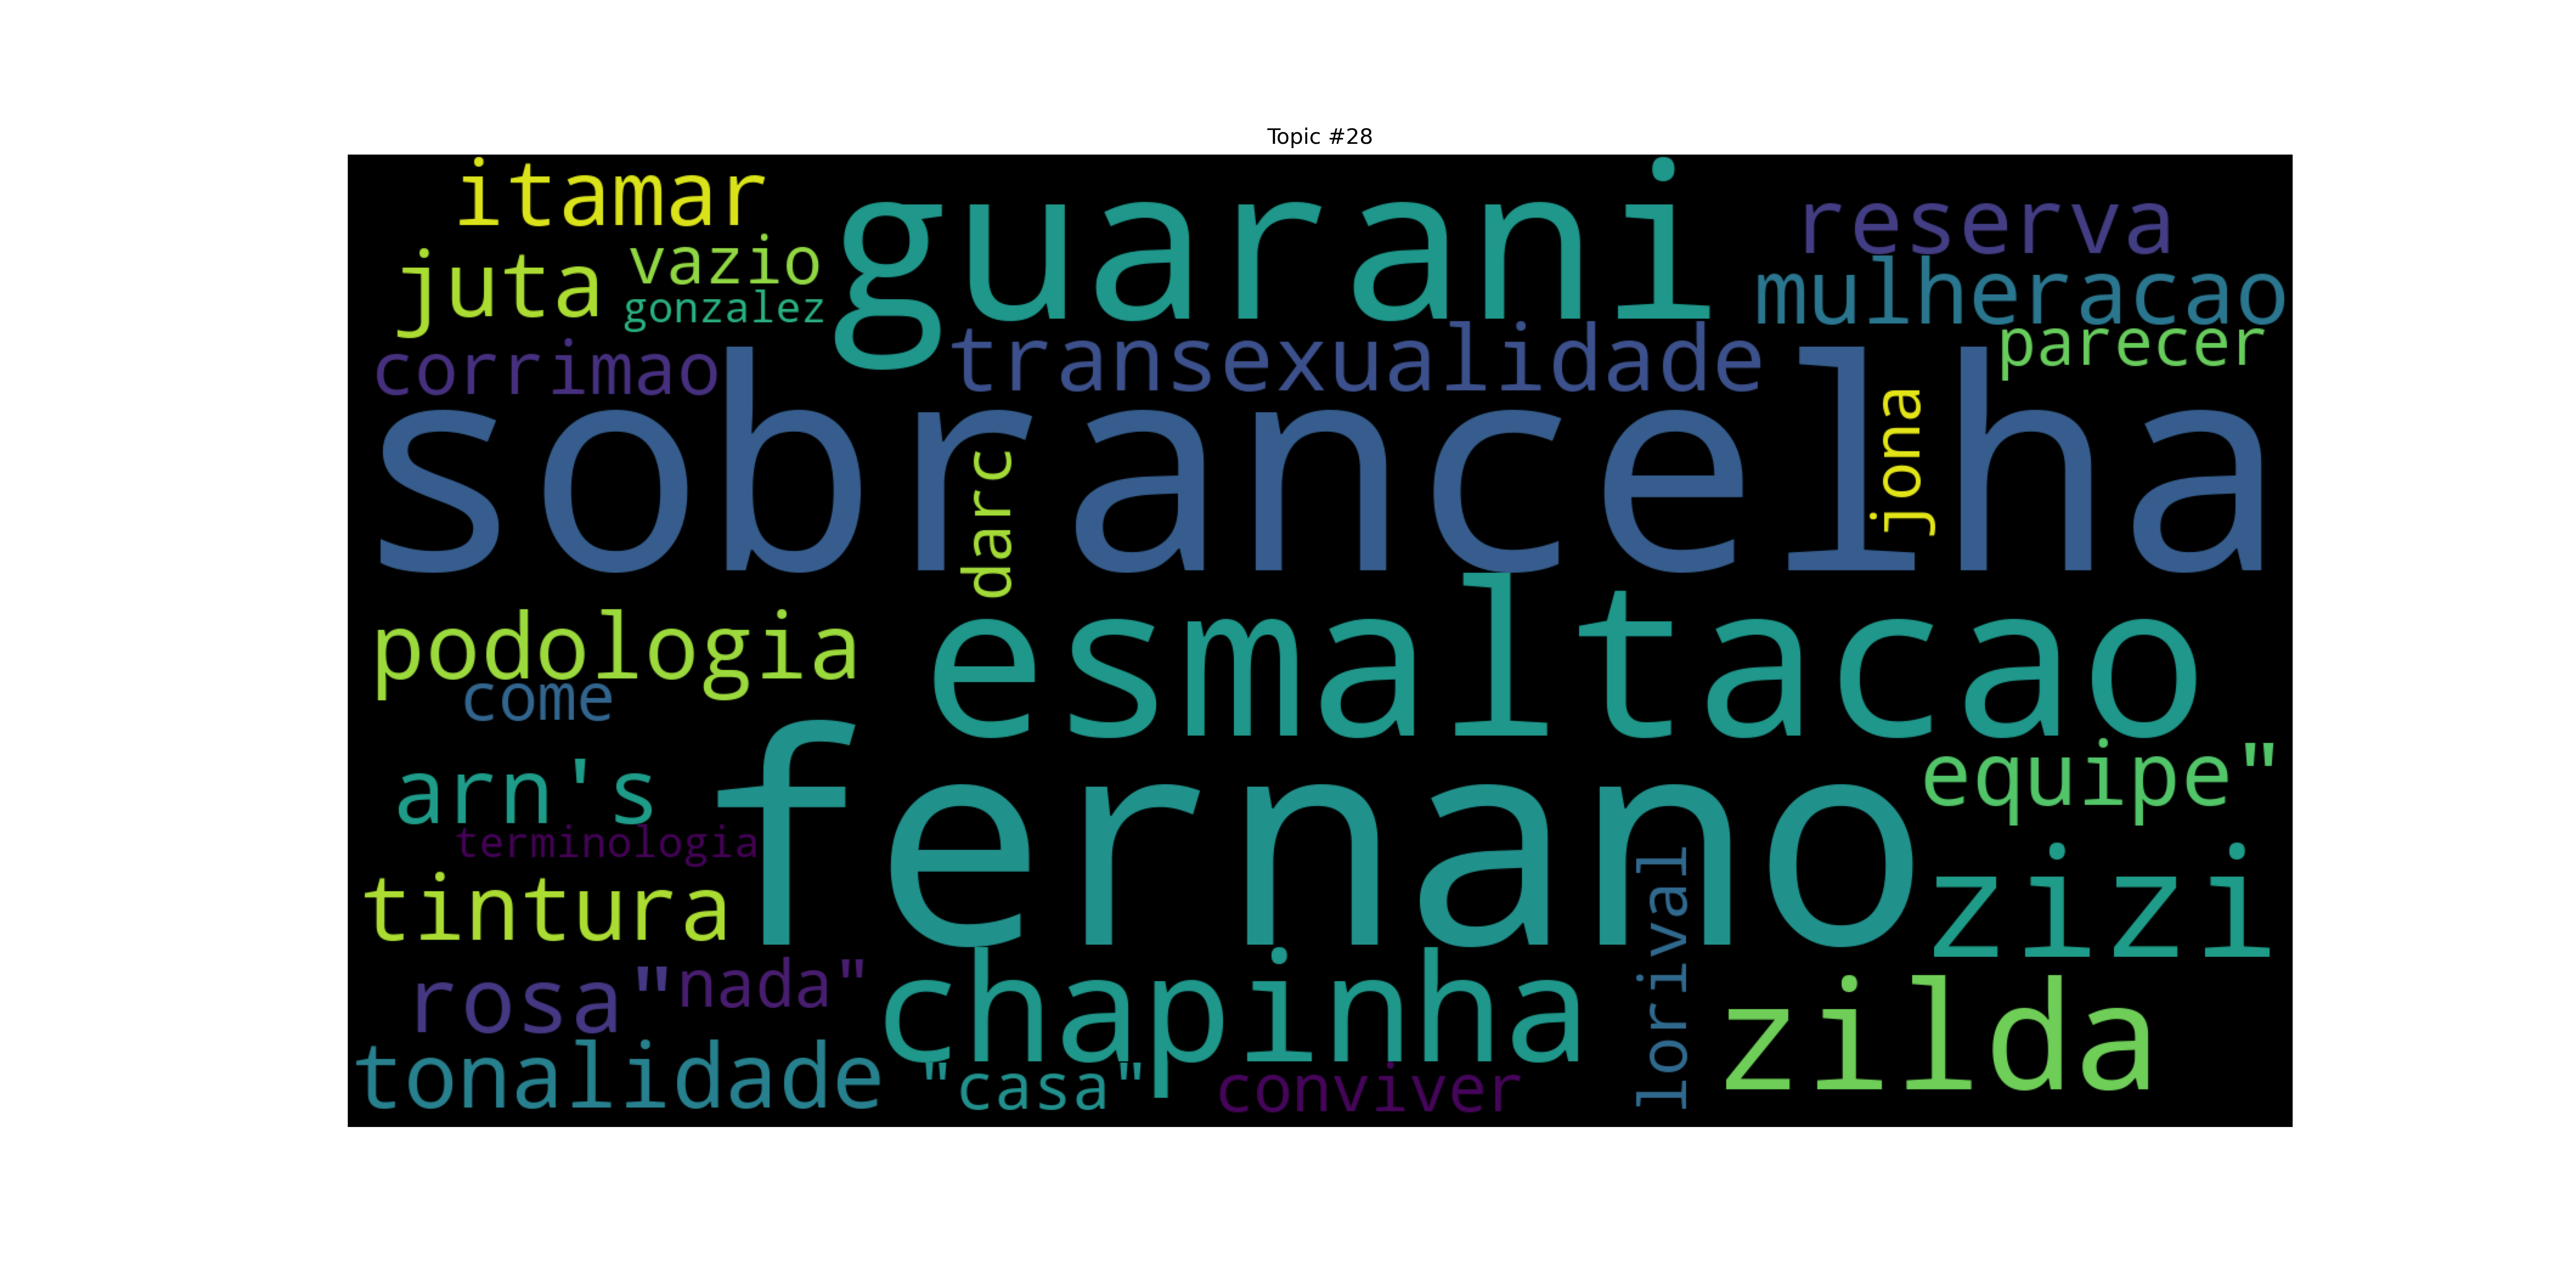 Topic #28
itamar
guarani
reserva
juta
vazio
gonzalez
mulheracao
corrimao
transexualidade
parecer
sobrancelha
jona
darc
podologia
esmaltacao
come
arn's
fernano
equipe"
terminologia
tintura
lorival
zizi
rosa"
nada"
chapinha
zilda
tonalidade
"casa"
conviver